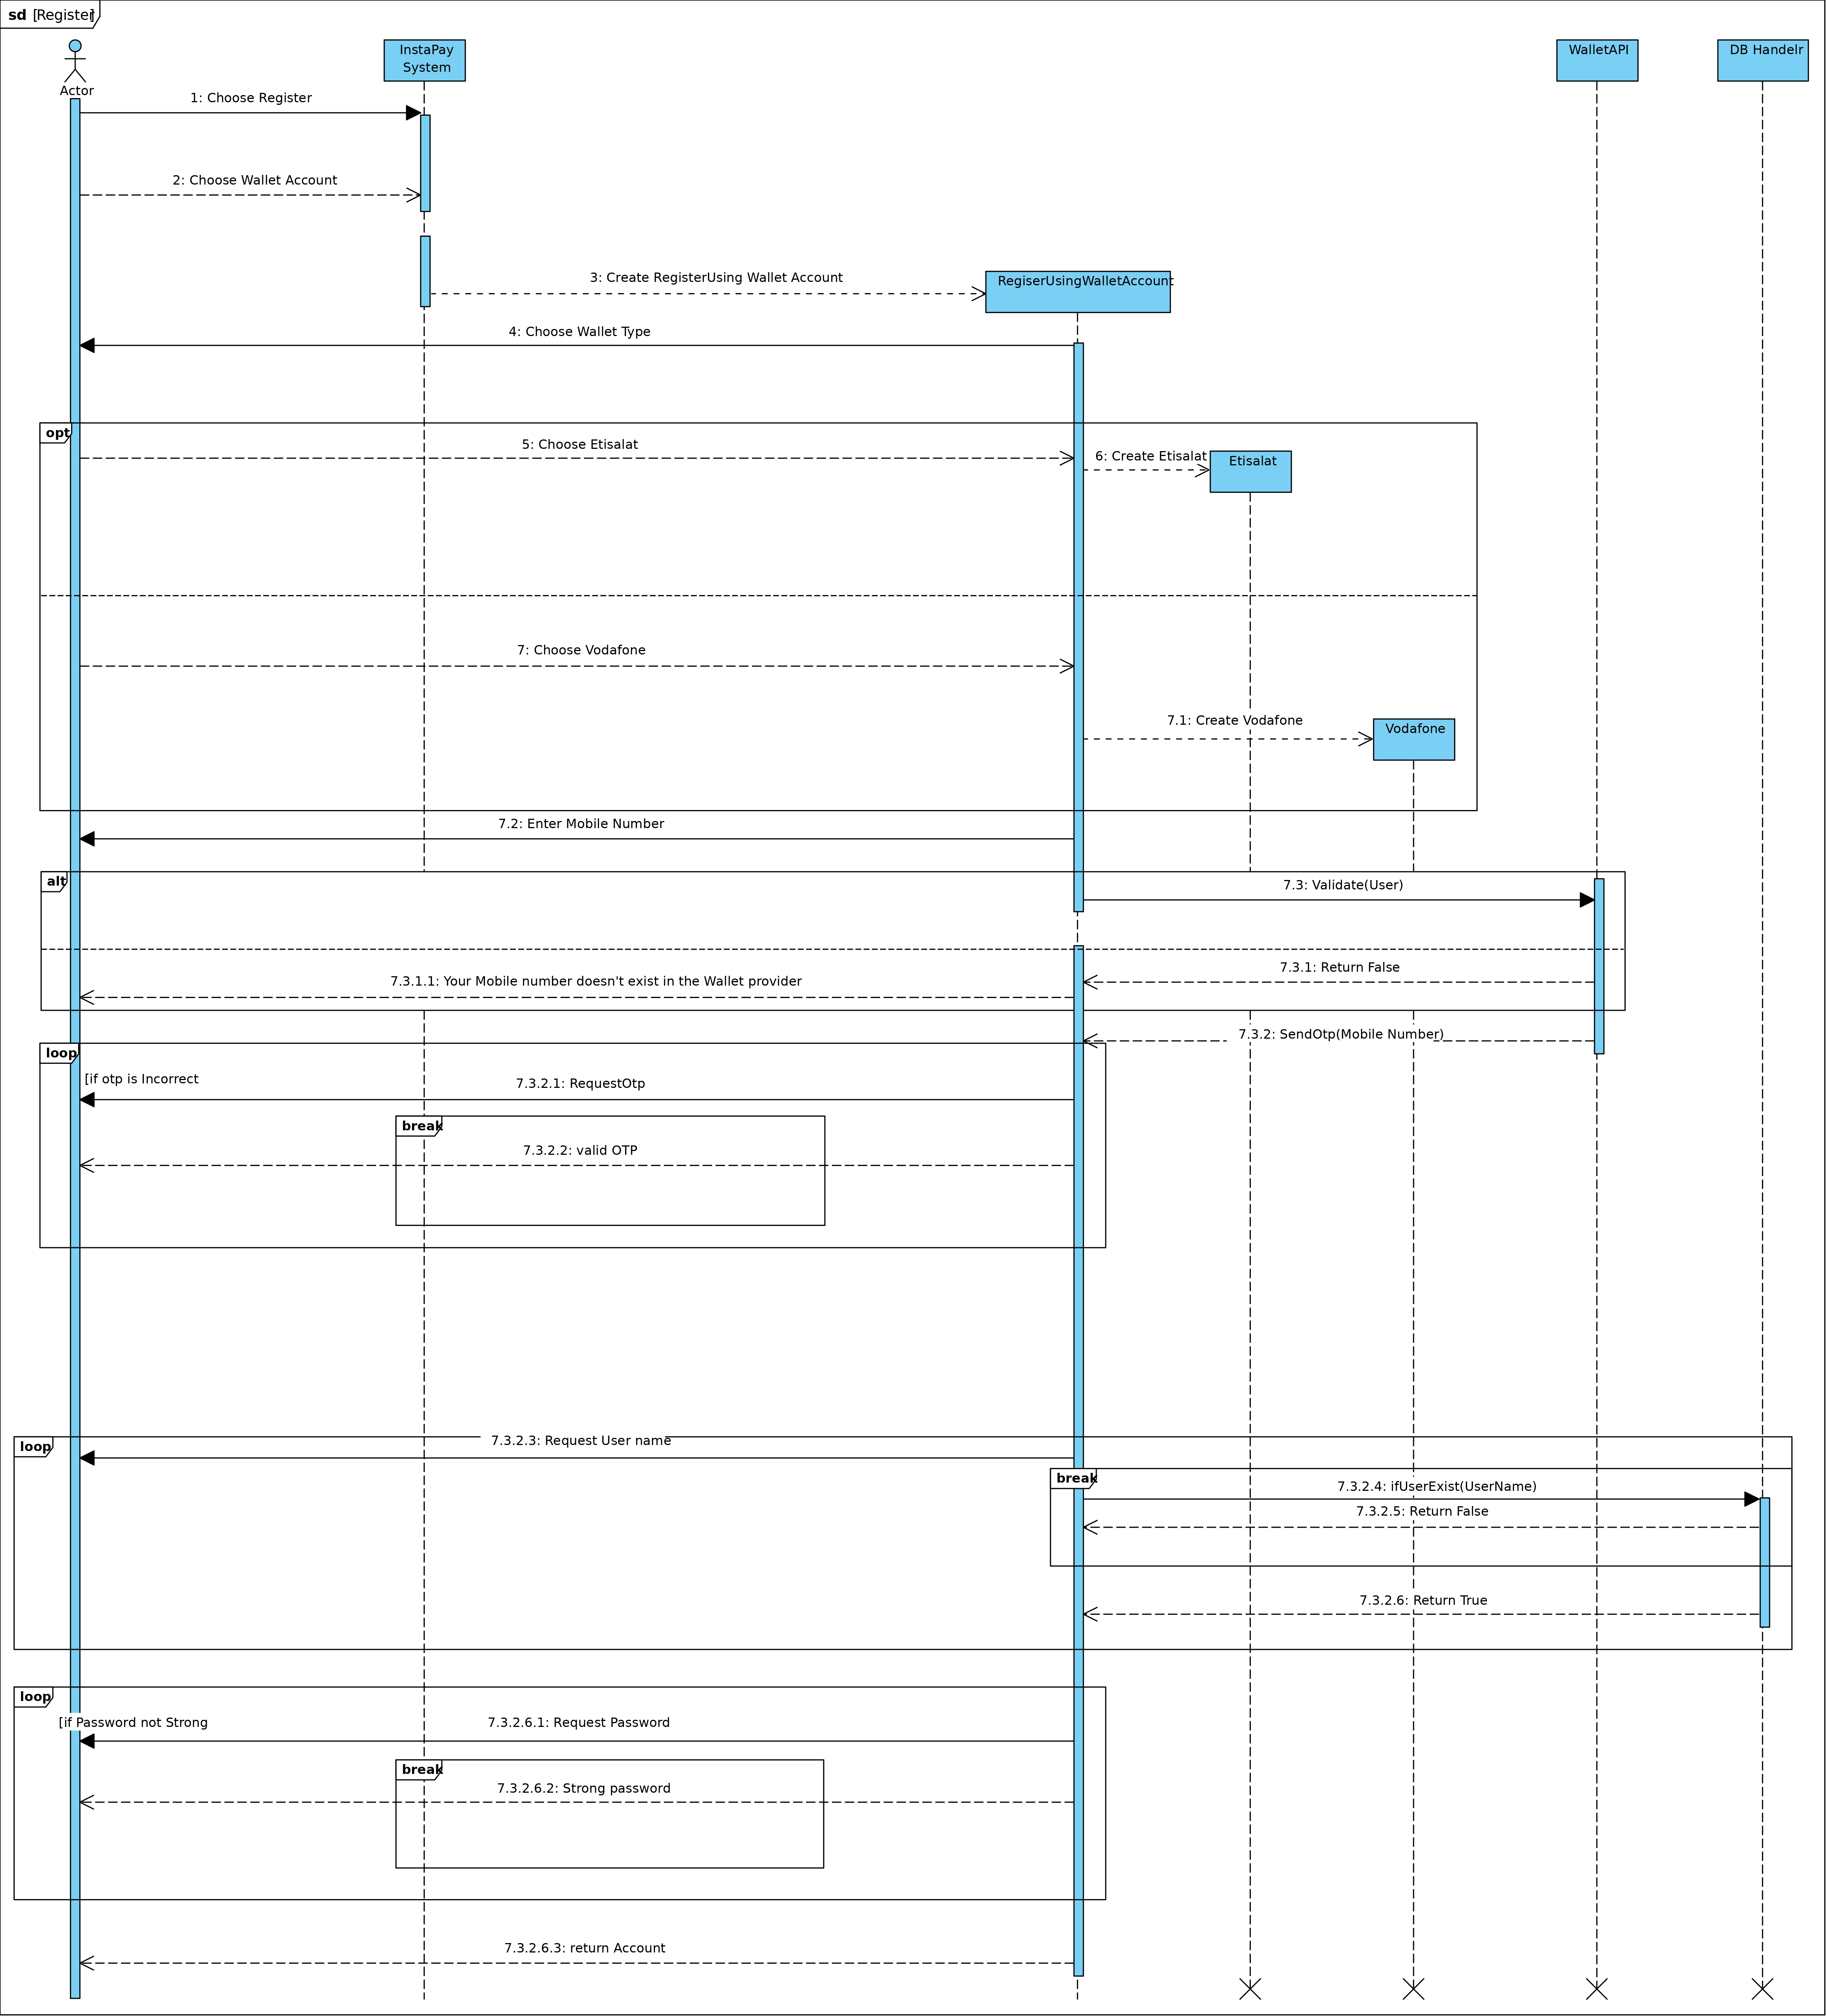 sd [Register]
InstaPay
System
WalletAPI
DB Handelr
Actor
1: Choose Register
2: Choose Wallet Account
3: Create RegisterUsing Wallet Account
RegiserUsingWalletAccount
4: Choose Wallet Type
opt
5: Choose Etisalat
6: Create Etisalat
Etisalat
7: Choose Vodafone
7.1: Create Vodafone
Vodafone
7.2: Enter Mobile Number
alt
7.3: Validate(User)
7.3.1: Return False
7.3.1.1: Your Mobile number doesn't exist in the Wallet provider
7.3.2: SendOtp(Mobile Number)
loop
[if otp is Incorrect
7.3.2.1: RequestOtp
break
7.3.2.2: valid OTP
loop
7.3.2.3: Request User name
break
7.3.2.4: ifUserExist(UserName)
7.3.2.5: Return False
7.3.2.6: Return True
loop
[if Password not Strong
7.3.2.6.1: Request Password
break
7.3.2.6.2: Strong password
7.3.2.6.3: return Account